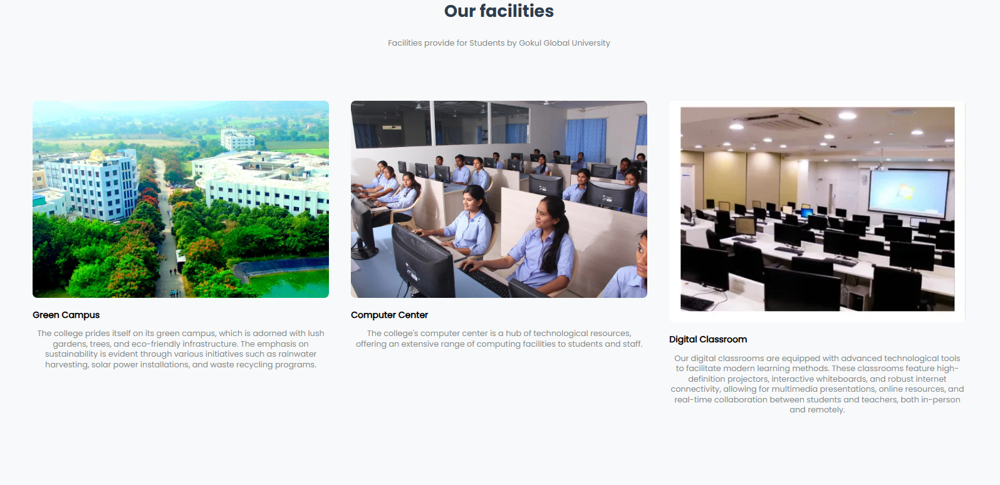 Our facilities
Facilities provide for Students by Gokul Global University
Green Campus
The college prides itself on its green campus, which is adorned with lush
gardens, trees, and eco-friendly infrastructure. The emphasis on
sustainability is evident through various initiatives such as rainwater
harvesting, solar power installations, and waste recycling programs.
Computer Center
The college's computer center is a hub of technological resources,
offering an extensive range of computing facilities to students and staff.
Digital Classroom
Our digital classrooms are equipped with advanced technological tools
to facilitate modern learning methods. These classrooms feature high-
definition projectors, interactive whiteboards, and robust internet
connectivity, allowing for multimedia presentations, online resources, and
real-time collaboration between students and teachers, both in-person
and remotely.